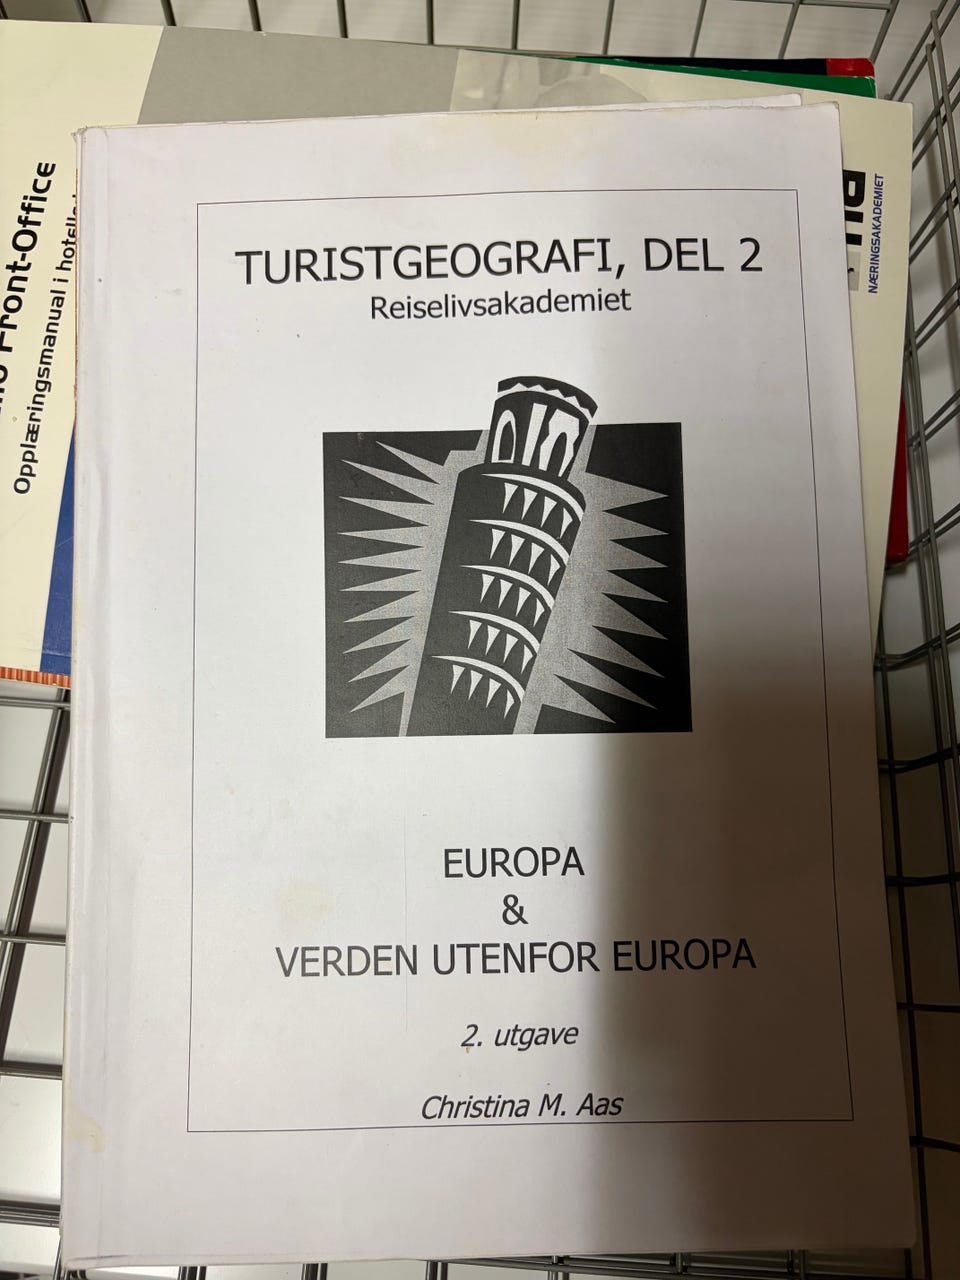 TURISTGEOGRAFI, DEL 2
Reiselivsakademiet
EUROPA
&
VERDEN UTENFOR EUROPA
2. utgave
Christina M. Aas
Front-Office
Opplæringsmanual i
NÆRINGSAKADEMIET